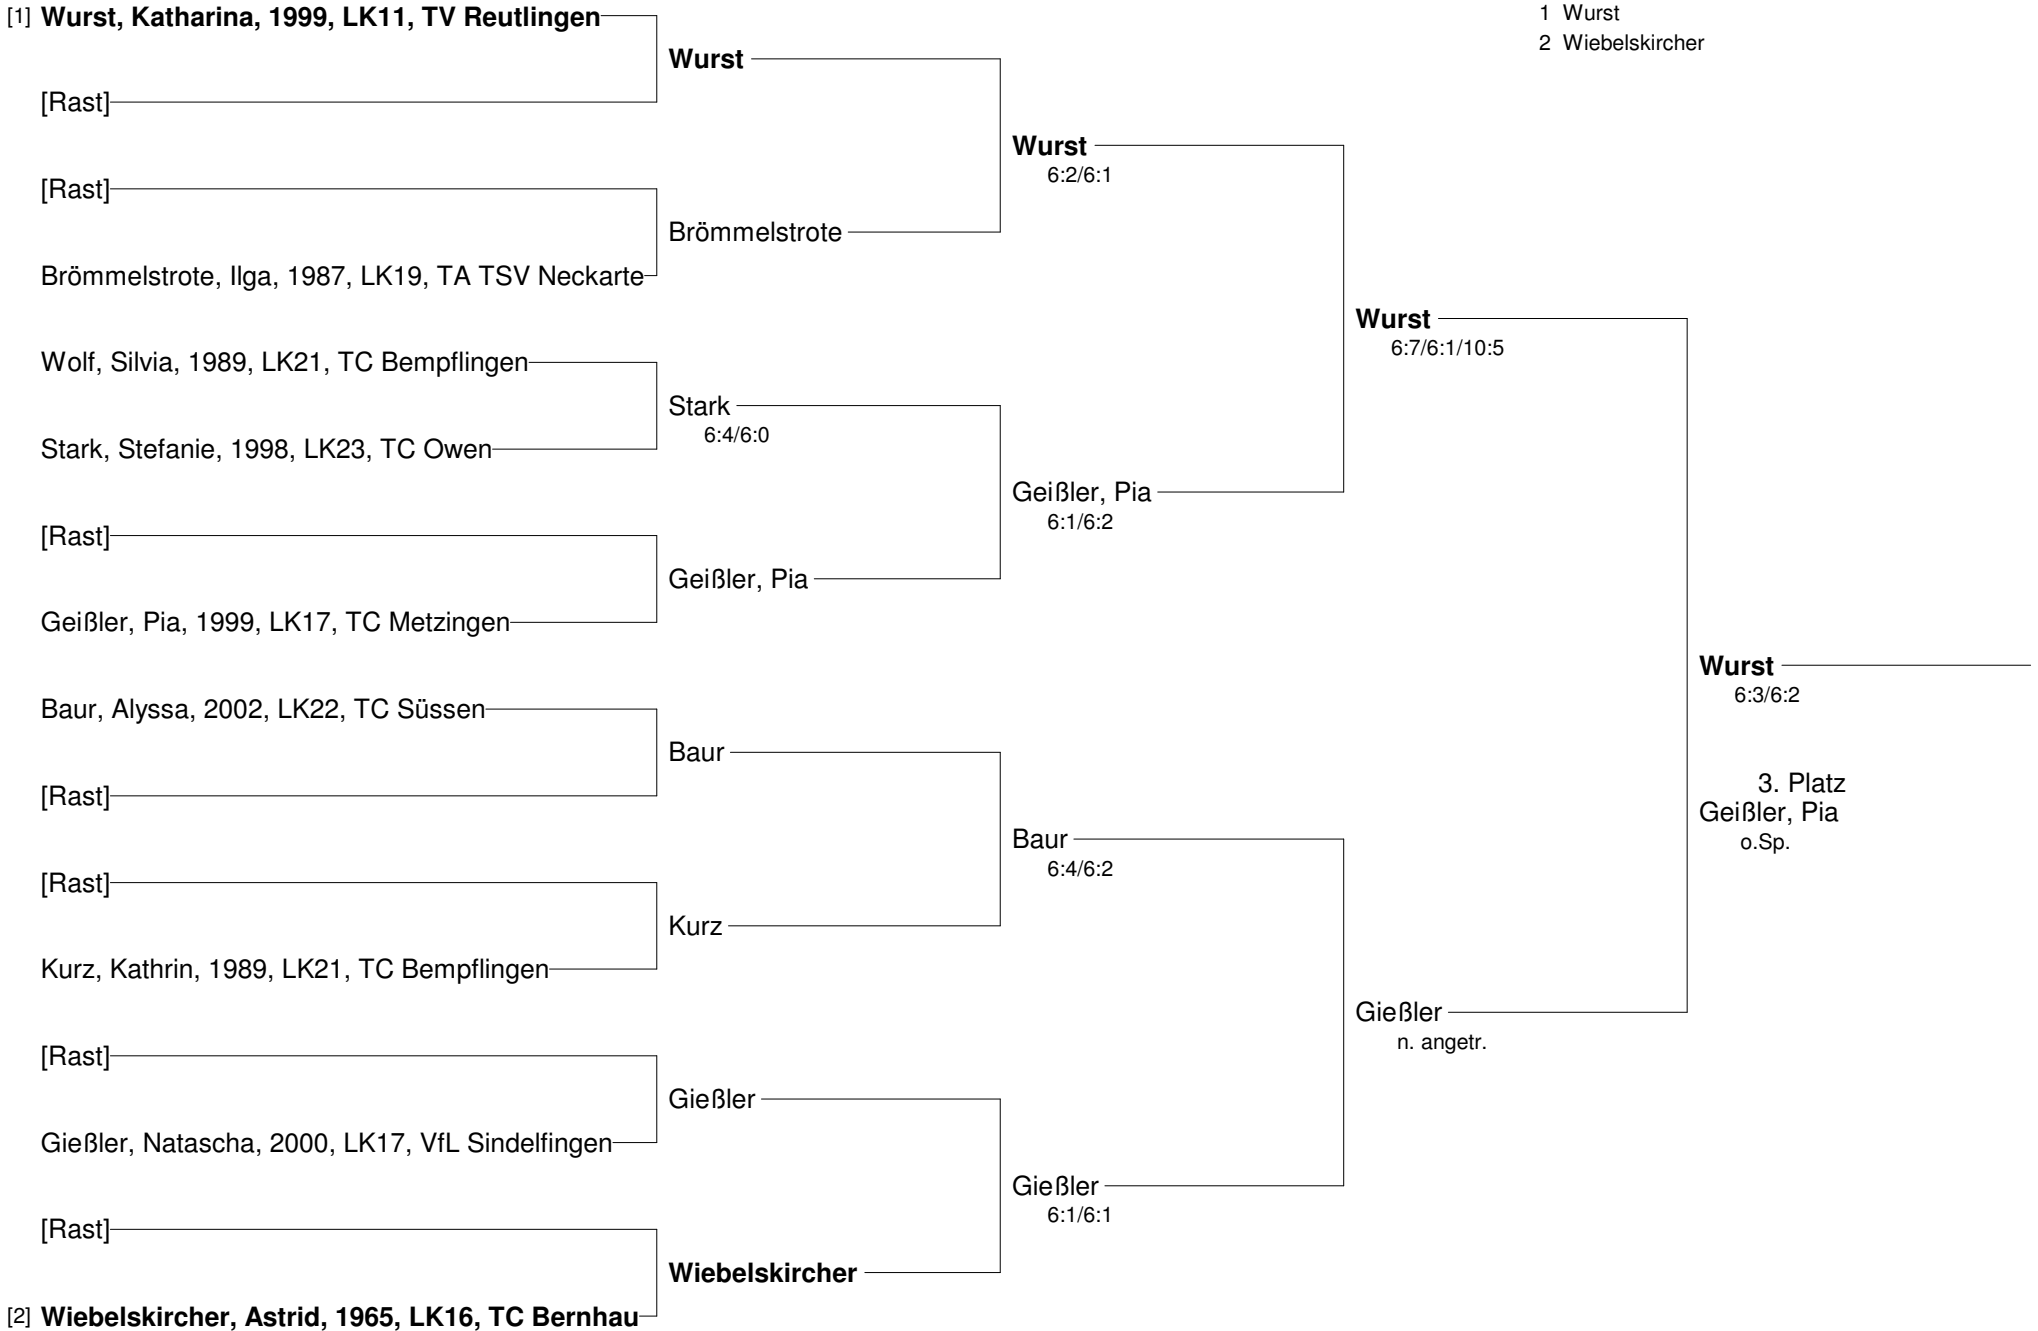 [1] Wurst, Katharina, 1999, LK11, TV Reutlingen
[Rast]
[Rast]
Brömmelstrote, Ilga, 1987, LK19, TA TSV Neckarte
Wolf, Silvia, 1989, LK21, TC Bempflingen
Stark, Stefanie, 1998, LK23, TC Owen
[Rast]
Geißler, Pia, 1999, LK17, TC Metzingen
Baur, Alyssa, 2002, LK22, TC Süssen
[Rast]
[Rast]
Kurz, Kathrin, 1989, LK21, TC Bempflingen
[Rast]
Gießler, Natascha, 2000, LK17, VfL Sindelfingen
[Rast]
[2] Wiebelskircher, Astrid, 1965, LK16, TC Bernhau
Wurst
Brömmelstrote
Stark
6:4/6:0
Geißler, Pia
Baur
Kurz
Gießler
Wiebelskircher
Wurst
6:2/6:1
Geißler, Pia
6:1/6:2
Baur
6:4/6:2
Gießler
6:1/6:1
Wurst
6:7/6:1/10:5
Gießler
n. angetr.
1 Wurst
2 Wiebelskircher
Wurst
6:3/6:2
3. Platz
Geißler, Pia
o.Sp.